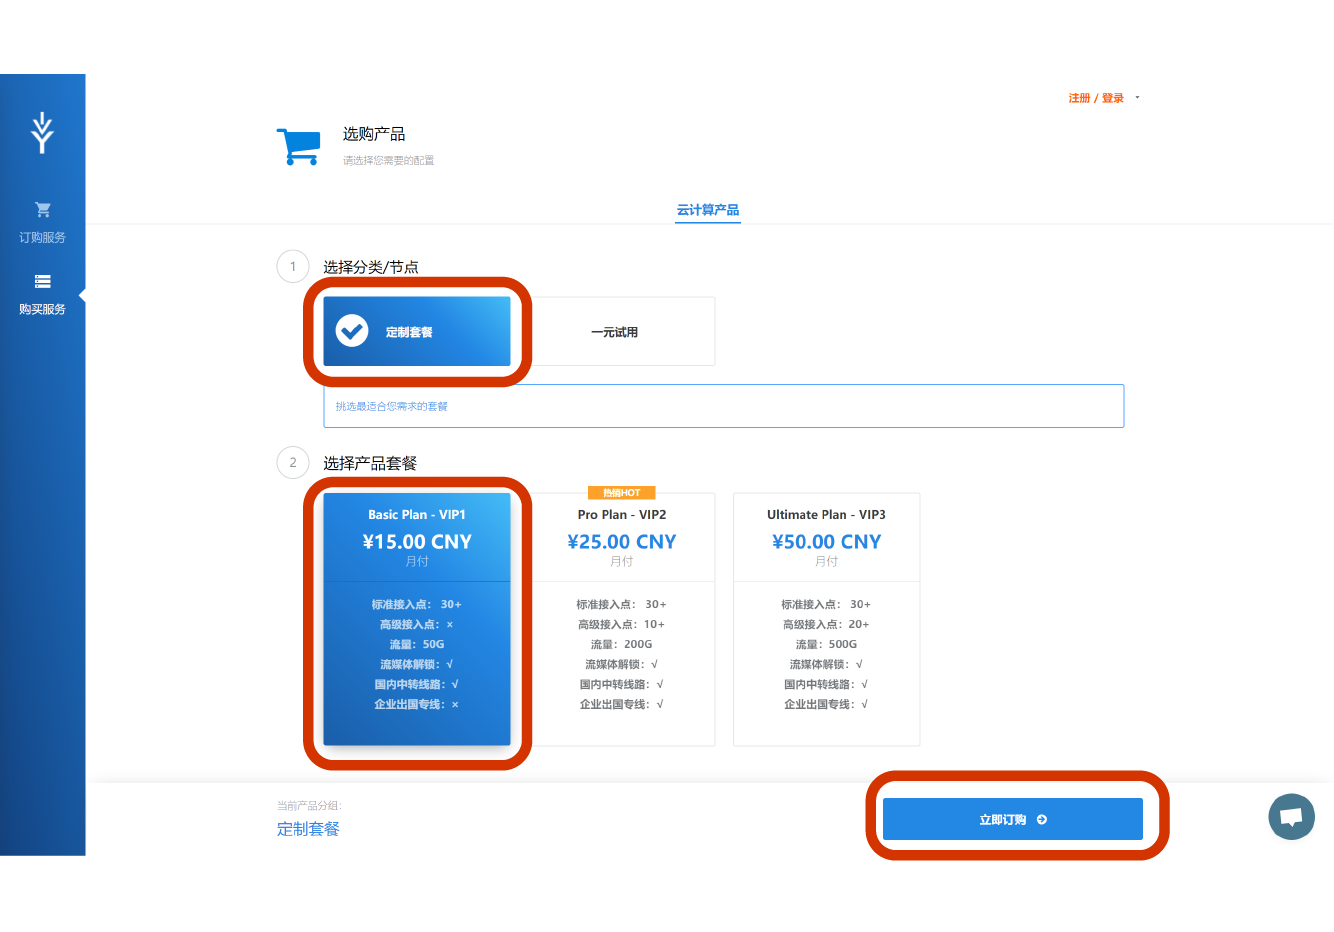 注册 / 登录
选购产品
请选择您需要的配置
订购服务
购买服务
云计算产品
1
选择分类/节点
定制套餐
一元试用
挑选最适合您需求的套餐
2
选择产品套餐
Basic Plan - VIP1
¥15.00 CNY
月付
标准接入点： 30+
高级接入点：×
流量：50G
流媒体解锁：√
国内中转线路：√
企业出国专线：×
热销HOT
Pro Plan - VIP2
¥25.00 CNY
月付
标准接入点： 30+
高级接入点：10+
流量：200G
流媒体解锁：√
国内中转线路：√
企业出国专线：√
Ultimate Plan - VIP3
¥50.00 CNY
月付
标准接入点： 30+
高级接入点：20+
流量：500G
流媒体解锁：√
国内中转线路：√
企业出国专线：√
当前产品分组：
定制套餐
立即订购